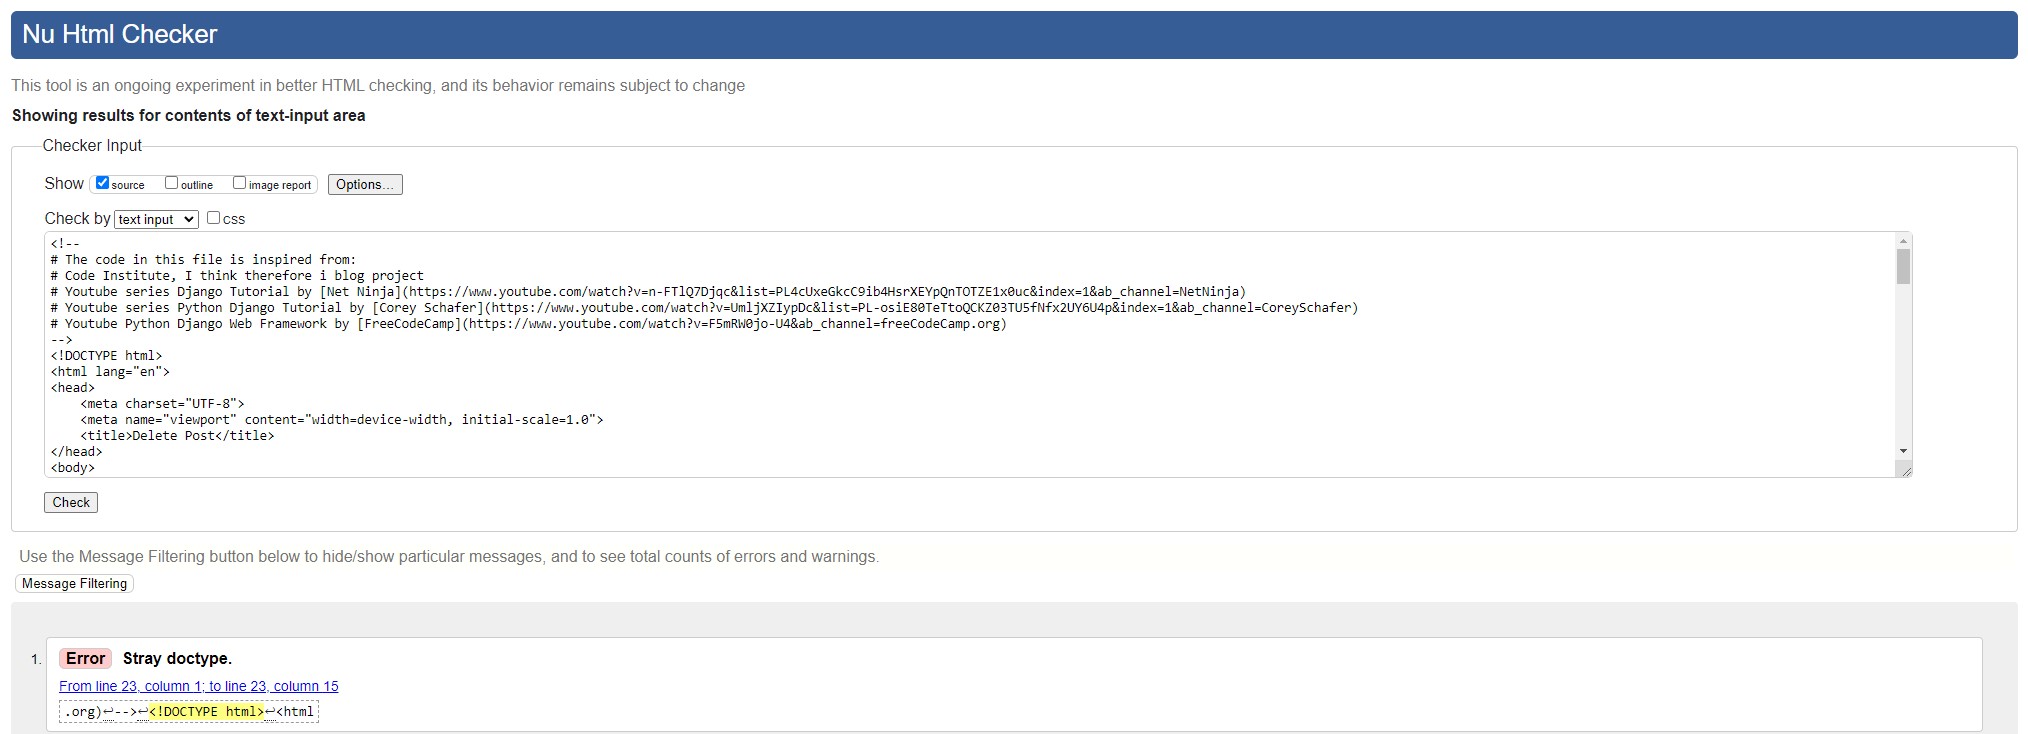 Nu Html Checker
This tool is an ongoing experiment in better HTML checking, and its behavior remains subject to change
Showing results for contents of text-input area
Checker Input
Show source outline image report Options...
Check by text input css
<!--
# The code in this file is inspired from:
# Code Institute, I think therefore i blog project
# Youtube series Django Tutorial by [Net Ninja](https://www.youtube.com/watch?v=n-FTlQ7Djqc&list=PL4cUxeGkcC9ib4HsrXEYpQnTOTZE1x0uc&index=1&ab_channel=NetNinja)
# Youtube series Python Django Tutorial by [Corey Schafer](https://www.youtube.com/watch?v=UmljXZIypDc&list=PL-osiE80TeTtoQCKZ03TU5fNfx2UY6U4p&index=1&ab_channel=CoreySchafer)
# Youtube Python Django Web Framework by [FreeCodeCamp](https://www.youtube.com/watch?v=F5mRW0jo-U4&ab_channel=freeCodeCamp.org)
-->
<!DOCTYPE html>
<html lang="en">
<head>
    <meta charset="UTF-8">
    <meta name="viewport" content="width=device-width, initial-scale=1.0">
    <title>Delete Post</title>
</head>
<body>
Check
Use the Message Filtering button below to hide/show particular messages, and to see total counts of errors and warnings.
Message Filtering
1. Error Stray doctype.
From line 23, column 1; to line 23, column 15
.org)↩-->↩<!DOCTYPE html>↩<html